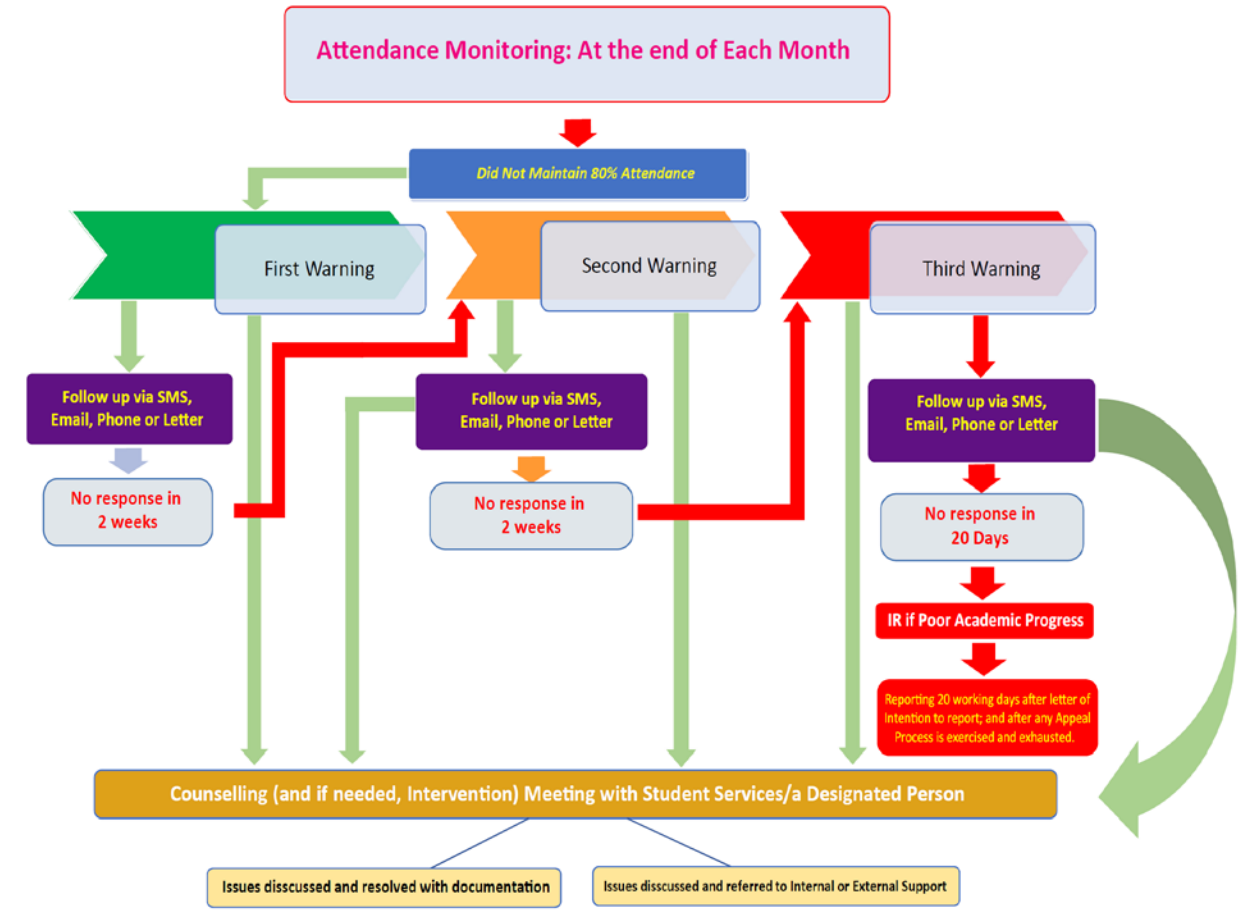 Attendance Monitoring: At the end of Each Month
Did Not Maintain 80% Attendance
First Warning
Second Warning
Third Warning
Follow up via SMS,
Email, Phone or Letter
Follow up via SMS,
Email, Phone or Letter
Follow up via SMS,
Email, Phone or Letter
No response in
2 weeks
No response in
2 weeks
No response in
20 Days
IR if Poor Academic Progress
Reporting 20 working days after letter of
Intention to report; and after any Appeal
Process is exercised and exhausted.
Counselling (and if needed, Intervention) Meeting with Student Services/a Designated Person
Issues disscussed and resolved with documentation
Issues disscussed and referred to Internal or External Support